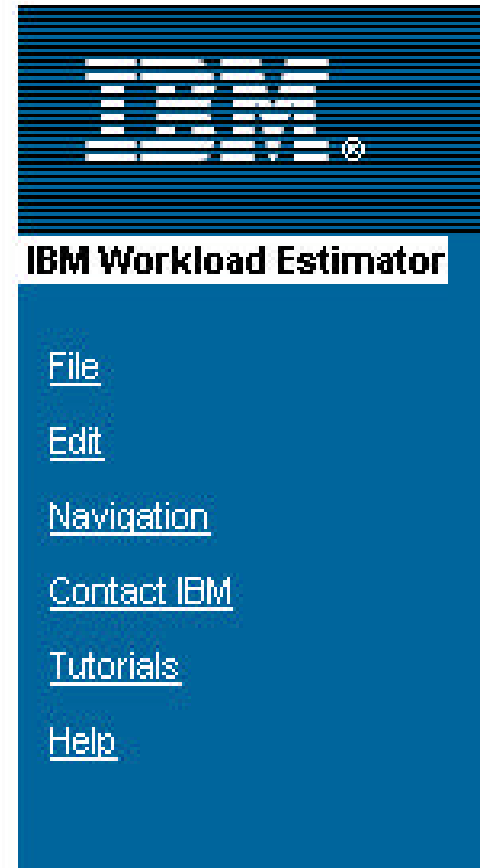 IBM®
IBM Workload Estimator
File
Edit
Navigation
Contact IBM
Tutorials
Help